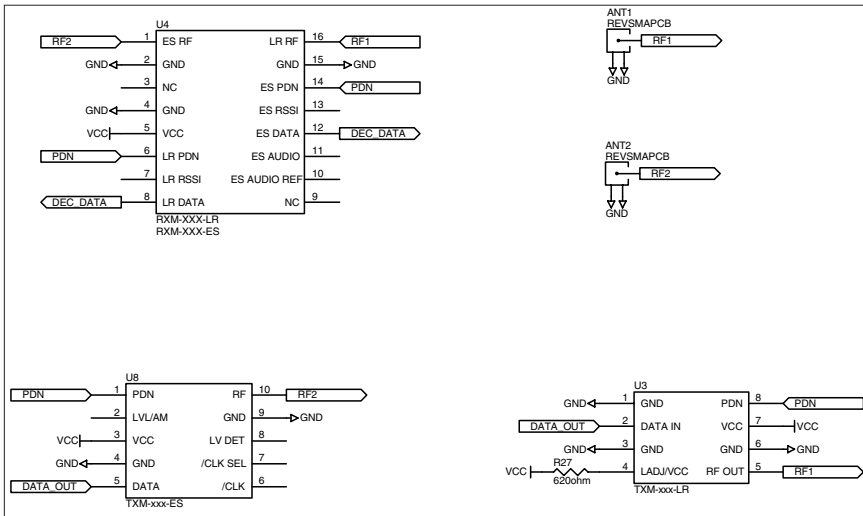 U4
RF2 1 ES RF LR RF 16 RF1
GND 2 GND GND 15 GND
3 NC ES PDN 14 PDN
GND 4 GND ES RSSI 13
VCC 5 VCC ES DATA 12 DEC_DATA
PDN 6 LR PDN ES AUDIO 11
7 LR RSSI ES AUDIO REF 10
DEC_DATA 8 LR DATA NC 9
RXM-XXX-LR
RXM-XXX-ES
ANT1
REVSMAPCB
RF1
GND
ANT2
REVSMAPCB
RF2
GND
U8
PDN 1 PDN RF 10 RF2
2 LVL/AM GND 9 GND
VCC 3 VCC LV DET 8
GND 4 GND /CLK SEL 7
DATA_OUT 5 DATA /CLK 6
TXM-xxx-ES
U3
GND 1 GND PDN 8 PDN
DATA_OUT 2 DATA IN VCC 7 VCC
GND 3 GND GND 6 GND
VCC R27 4 LADJ/VCC RF OUT 5 RF1
620ohm
TXM-xxx-LR